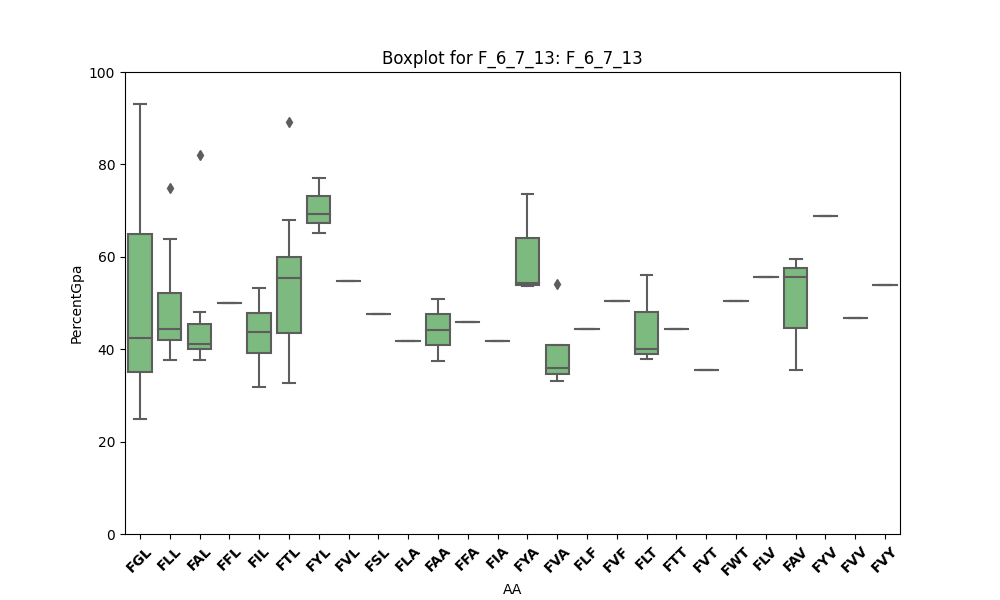 Boxplot for F_6_7_13: F_6_7_13
100
80
60
40
20
0
PercentGpa
FGL FLL FAL FFL FIL FTL FYL FVL FSL FLA FAA FFA FIA FYA FVA FLF FVF FLT FTT FVT FWT FLV FAV FYV FVV FVY
AA